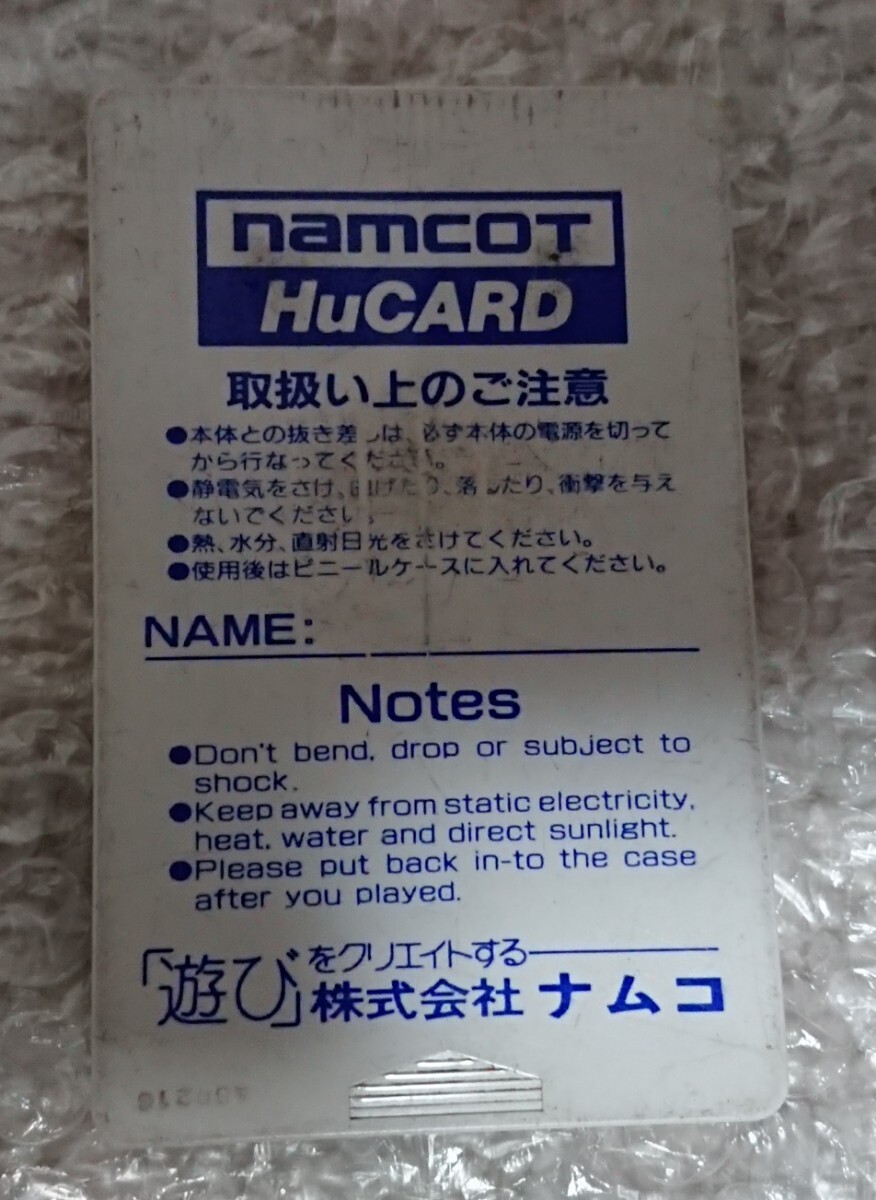 namcot
HuCARD
取扱い上のご注意
●本体との抜き差しは、必ず本体の電源を切って
から行なってください。
●静電気をさけ、曲げたり、落したり、衝撃を与え
ないでください。
●熱、水分、直射日光をさけてください。
●使用後はビニールケースに入れてください。
NAME:
Notes
●Don't bend, drop or subject to
shock.
●Keep away from static electricity,
heat, water and direct sunlight.
●Please put back in-to the case
after you played.
「遊び」をクリエイトする
株式会社ナムコ